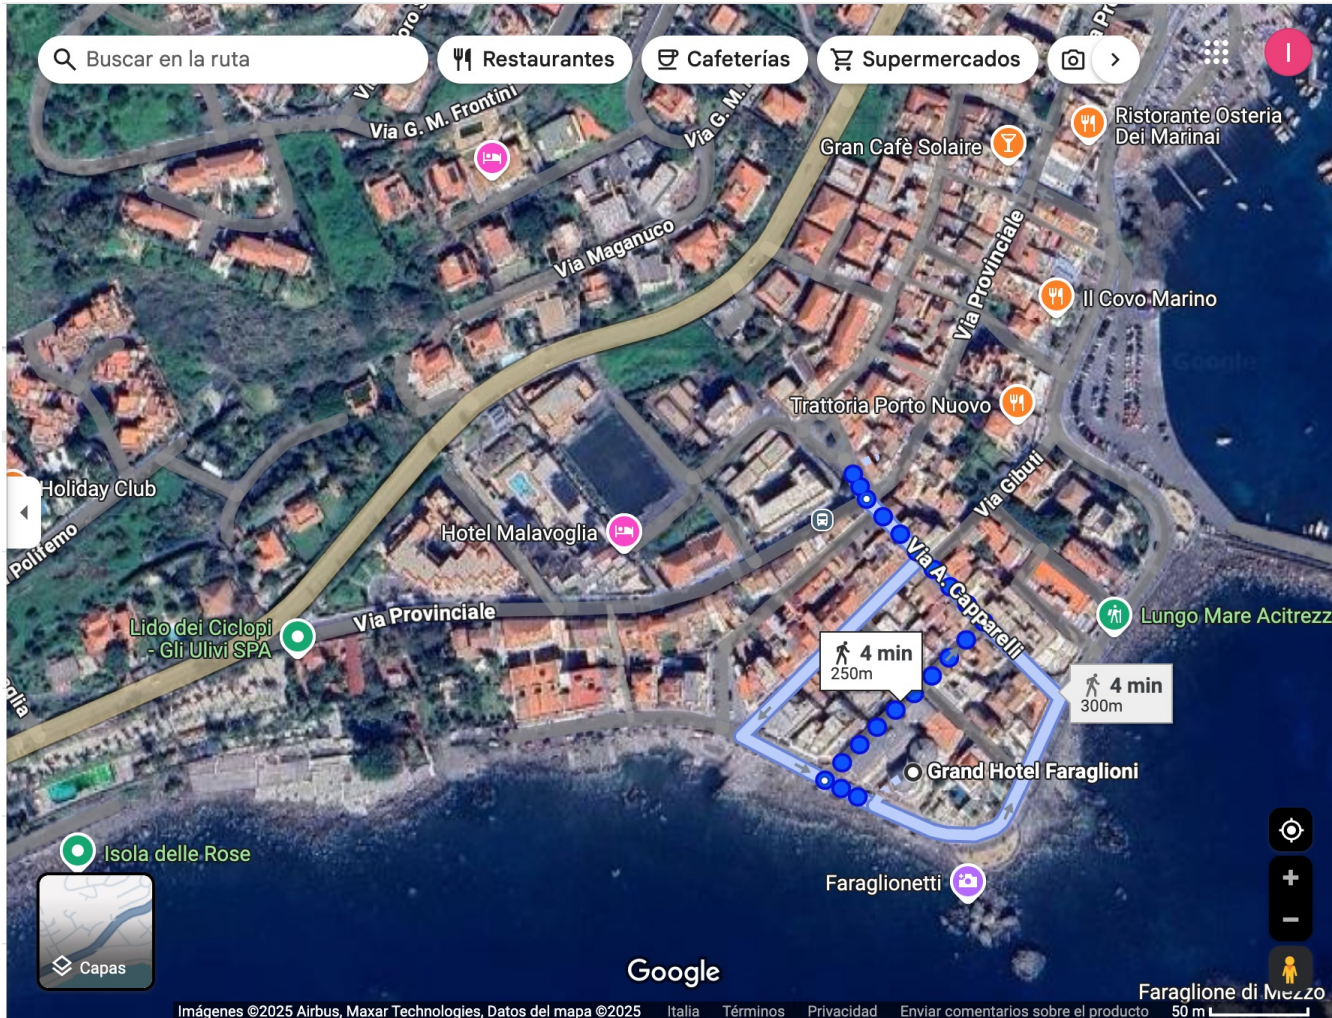 Buscar en la ruta
Restaurantes
Cafeterías
Supermercados
I
Via G. M. Frontini
Gran Cafè Solaire
Ristorante Osteria
Dei Marinai
Via Maganuco
Via Provinciale
Il Covo Marino
Trattoria Porto Nuovo
Holiday Club
Via Gibuti
Hotel Malavoglia
Polifemo
Via A. Capparelli
Via Provinciale
Lido dei Ciclopi
- Gli Ulivi SPA
Lungo Mare Acitrezz
4 min
250m
4 min
300m
Grand Hotel Faraglioni
Isola delle Rose
Faraglionetti
Capas
Google
Faraglione di Mezzo
Imágenes ©2025 Airbus, Maxar Technologies, Datos del mapa ©2025 Italia Términos Privacidad Enviar comentarios sobre el producto 50 m